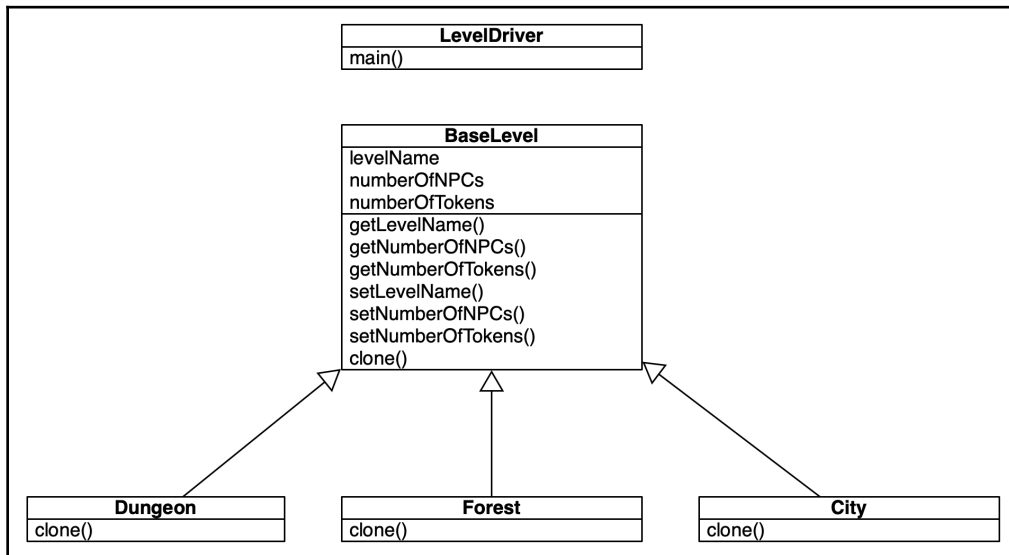 LevelDriver
main()
BaseLevel
levelName
numberOfNPCs
numberOfTokens
getLevelName()
getNumberOfNPCs()
getNumberOfTokens()
setLevelName()
setNumberOfNPCs()
setNumberOfTokens()
clone()
Dungeon
clone()
Forest
clone()
City
clone()